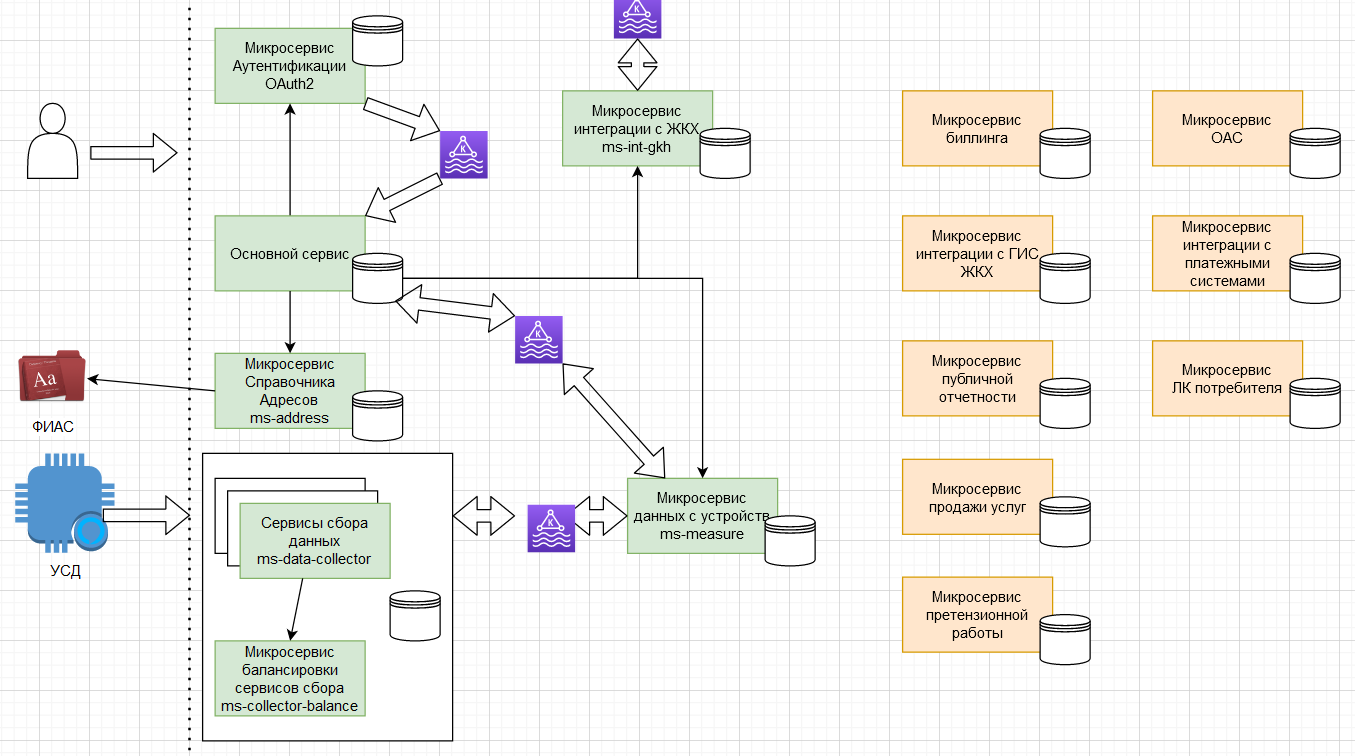 Микросервис
Аутентификации
OAuth2
K
K
Микросервис
интеграции с ЖКХ
ms-int-gkh
Основной сервис
K
Aa
ФИАС
Микросервис
Справочника
Адресов
ms-address
УСД
Сервисы сбора
данных
ms-data-collector
Микросервис
балансировки
сервисов сбора
ms-collector-balance
K
Микросервис
данных с устройств
ms-measure
Микросервис
биллинга
Микросервис
ОАС
Микросервис
интеграции с ГИС
ЖКХ
Микросервис
интеграции с
платежными
системами
Микросервис
публичной
отчетности
Микросервис
ЛК потребителя
Микросервис
продажи услуг
Микросервис
претензионной
работы